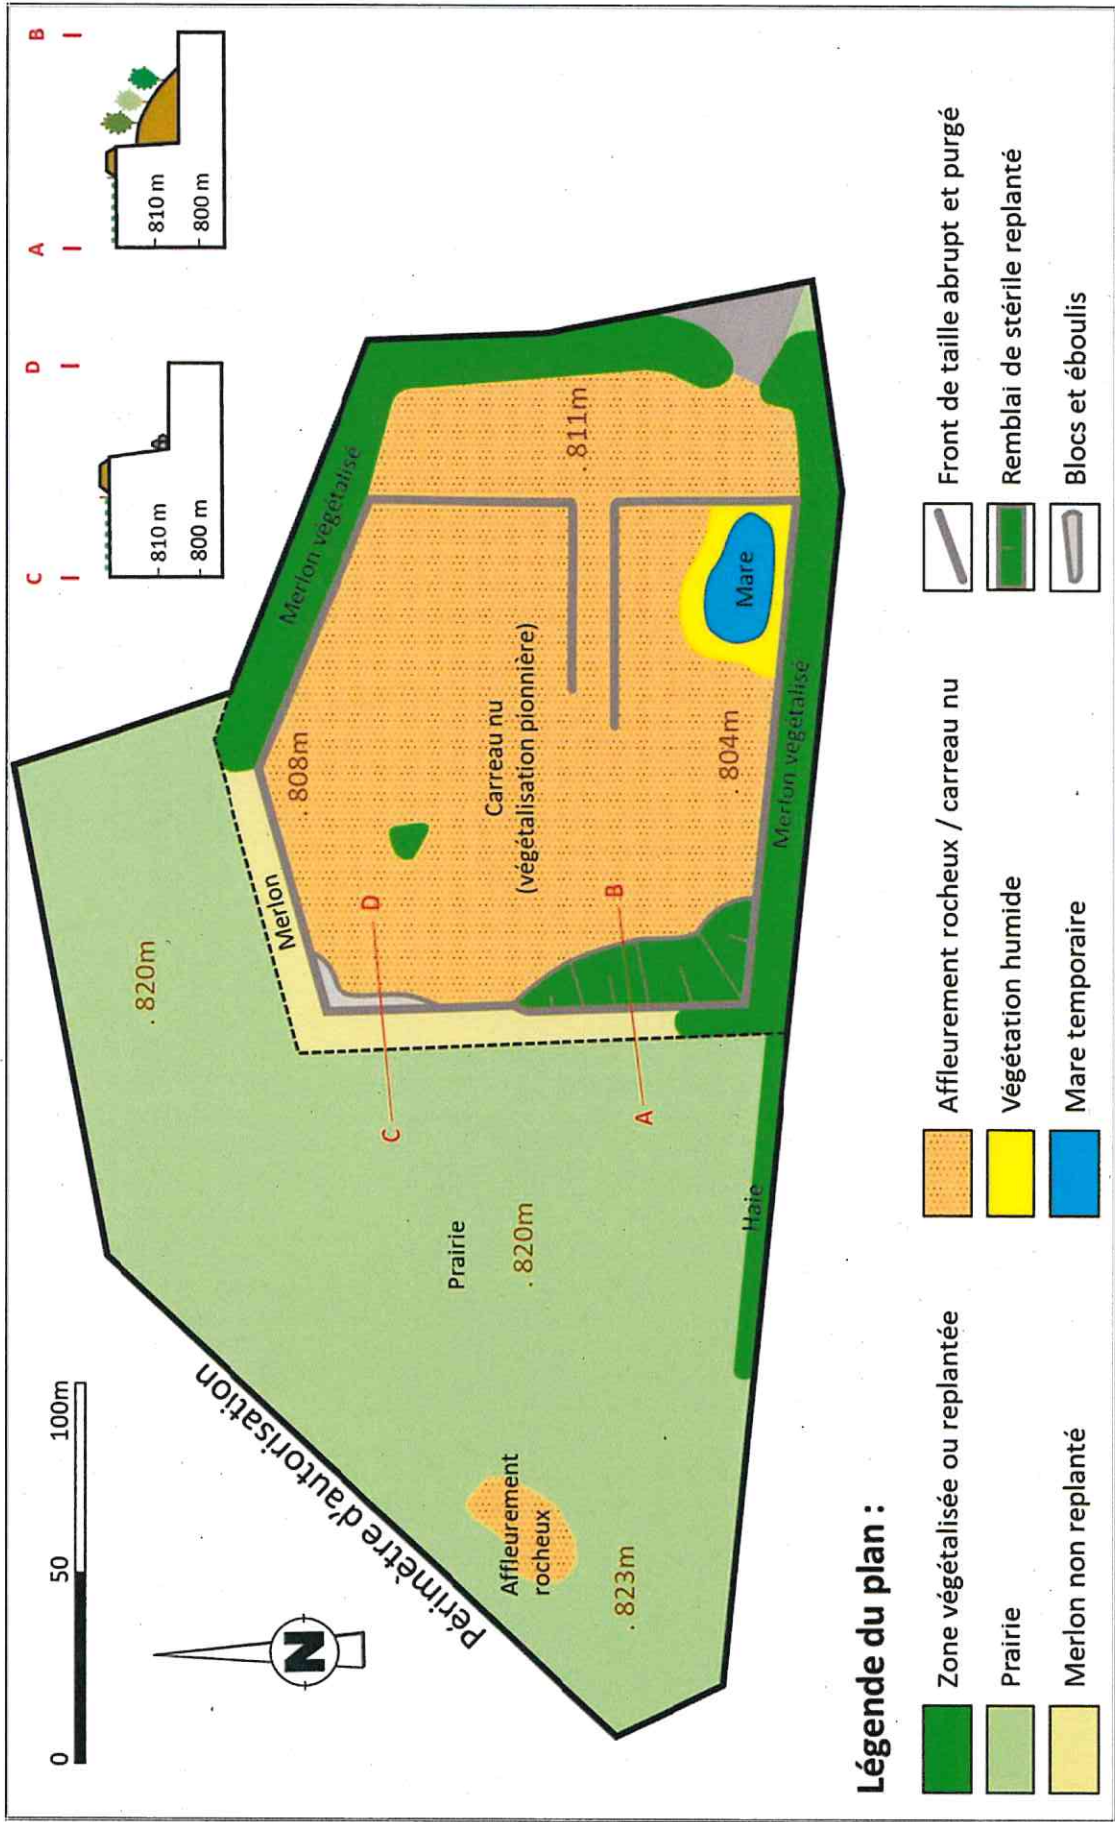 0 50 100m
N
Périmètre d'autorisation
C D
A B
810 m
800 m
810 m
800 m
. 820m
Merlon
. 808m
Merlon végétalisé
C D
Prairie
. 820m
Carreau nu
(végétalisation pionnière)
. 811m
Affleurement
rocheux
. 823m
A B
. 804m
Mare
Haie
Merlon végétalisé
Légende du plan :
Zone végétalisée ou replantée
Prairie
Merlon non replanté
Affleurement rocheux / carreau nu
Végétation humide
Mare temporaire
Front de taille abrupt et purgé
Remblai de stérile replanté
Blocs et éboulis